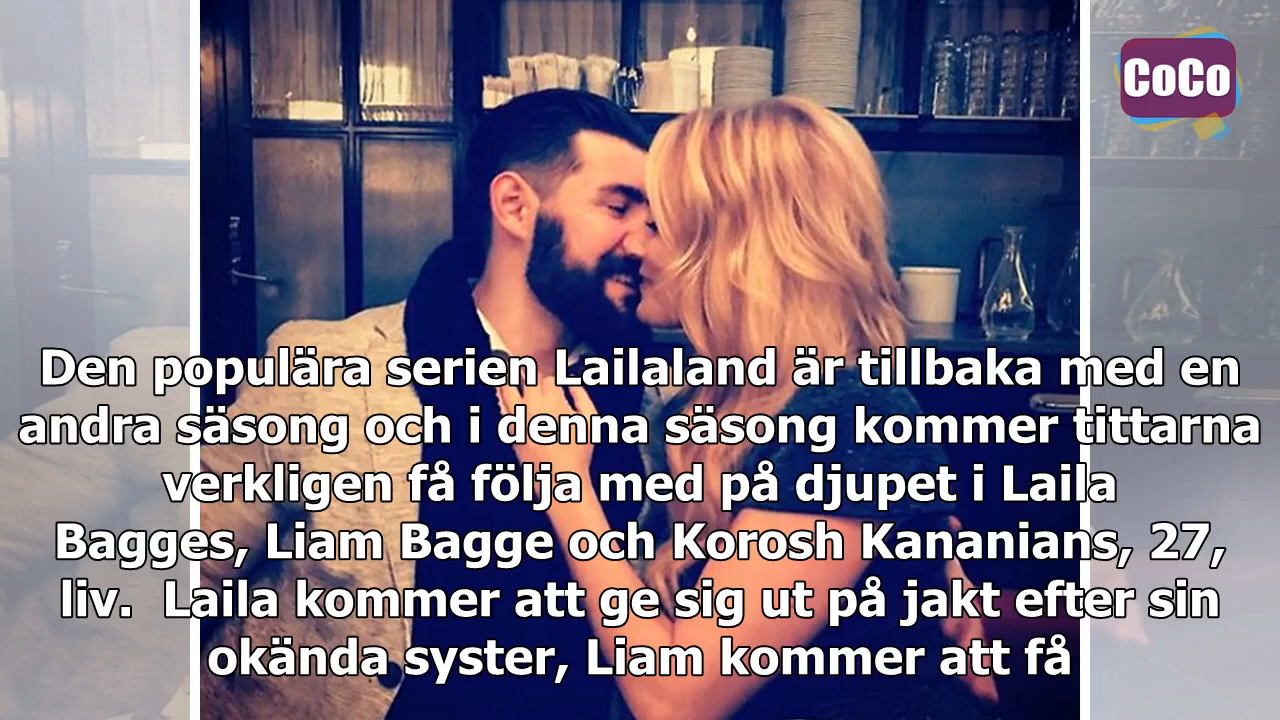 CoCo
Den populära serien Lailaland är tillbaka med en
andra säsong och i denna säsong kommer tittarna
verkligen få följa med på djupet i Laila
Bagges, Liam Bagge och Korosh Kananians, 27,
liv.  Laila kommer att ge sig ut på jakt efter sin
okända syster, Liam kommer att få